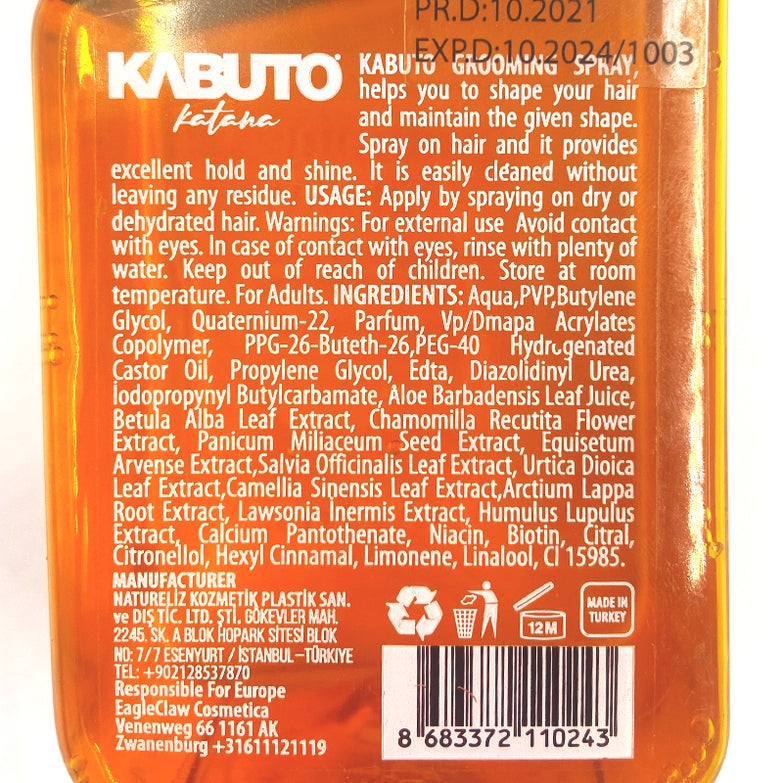 PR.D:10.2021
EXP.D:10.2024/1003
KABUTO
katana
KABUTO GROOMING SPRAY,
helps you to shape your hair
and maintain the given shape.
Spray on hair and it provides
excellent hold and shine. It is easily cleaned without
leaving any residue. USAGE: Apply by spraying on dry or
dehydrated hair. Warnings: For external use Avoid contact
with eyes. In case of contact with eyes, rinse with plenty of
water. Keep out of reach of children. Store at room
temperature. For Adults. INGREDIENTS: Aqua,PVP,Butylene
Glycol, Quaternium-22, Parfum, Vp/Dmapa Acrylates
Copolymer, PPG-26-Buteth-26,PEG-40 Hydrogenated
Castor Oil, Propylene Glycol, Edta, Diazolidinyl Urea,
İodopropynyl Butylcarbamate, Aloe Barbadensis Leaf Juice,
Betula Alba Leaf Extract, Chamomilla Recutita Flower
Extract, Panicum Miliaceum Seed Extract, Equisetum
Arvense Extract,Salvia Officinalis Leaf Extract, Urtica Dioica
Leaf Extract,Camellia Sinensis Leaf Extract,Arctium Lappa
Root Extract, Lawsonia İnermis Extract, Humulus Lupulus
Extract, Calcium Pantothenate, Niacin, Biotin, Citral,
Citronellol, Hexyl Cinnamal, Limonene, Linalool, Cl 15985.
MANUFACTURER
NATURELİZ KOZMETİK PLASTİK SAN.
ve DIŞ TİC. LTD. ŞTİ. GÖKEVLER MAH.
2245. SK. A BLOK HOPARK SİTESİ BLOK
NO: 7/7 ESENYURT / İSTANBUL–TÜRKIYE
TEL: +902128537870
Responsible For Europe
EagleClaw Cosmetica
Venenweg 66 1161 AK
Zwanenburg +31611121119
12M
MADE IN
TURKEY
8 683372 110243